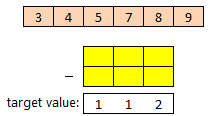 3 4 5 7 8 9
–
target value: 1 1 2